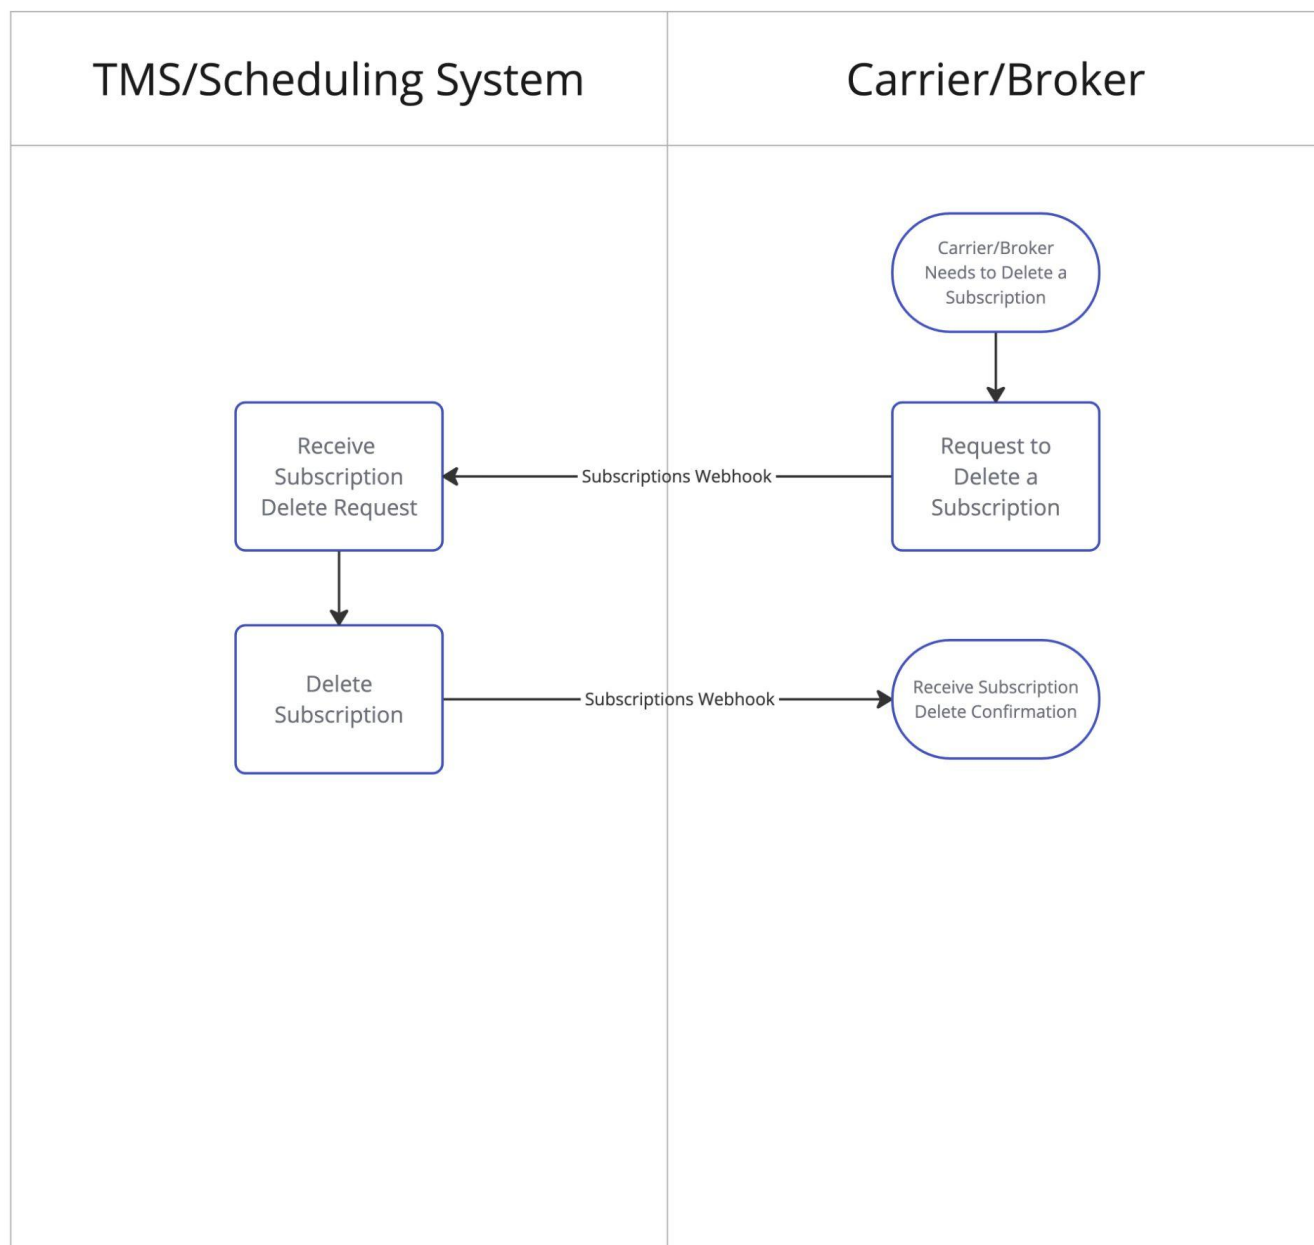 TMS/Scheduling System
Carrier/Broker
Carrier/Broker
Needs to Delete a
Subscription
Receive
Subscription
Delete Request
Subscriptions Webhook
Request to
Delete a
Subscription
Delete
Subscription
Subscriptions Webhook
Receive Subscription
Delete Confirmation